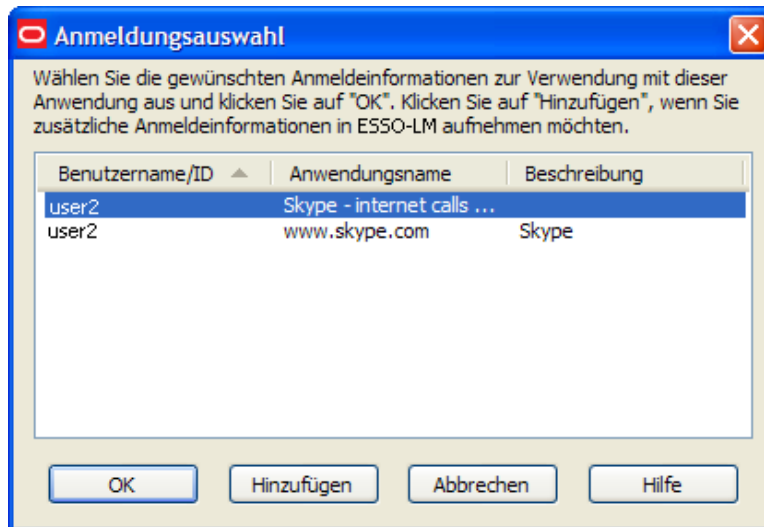 Anmeldungsauswahl
Wählen Sie die gewünschten Anmeldeinformationen zur Verwendung mit dieser
Anwendung aus und klicken Sie auf "OK". Klicken Sie auf "Hinzufügen", wenn Sie
zusätzliche Anmeldeinformationen in ESSO-LM aufnehmen möchten.
Benutzername/ID Anwendungsname Beschreibung
user2 Skype - internet calls ...
user2 www.skype.com Skype
OK Hinzufügen Abbrechen Hilfe